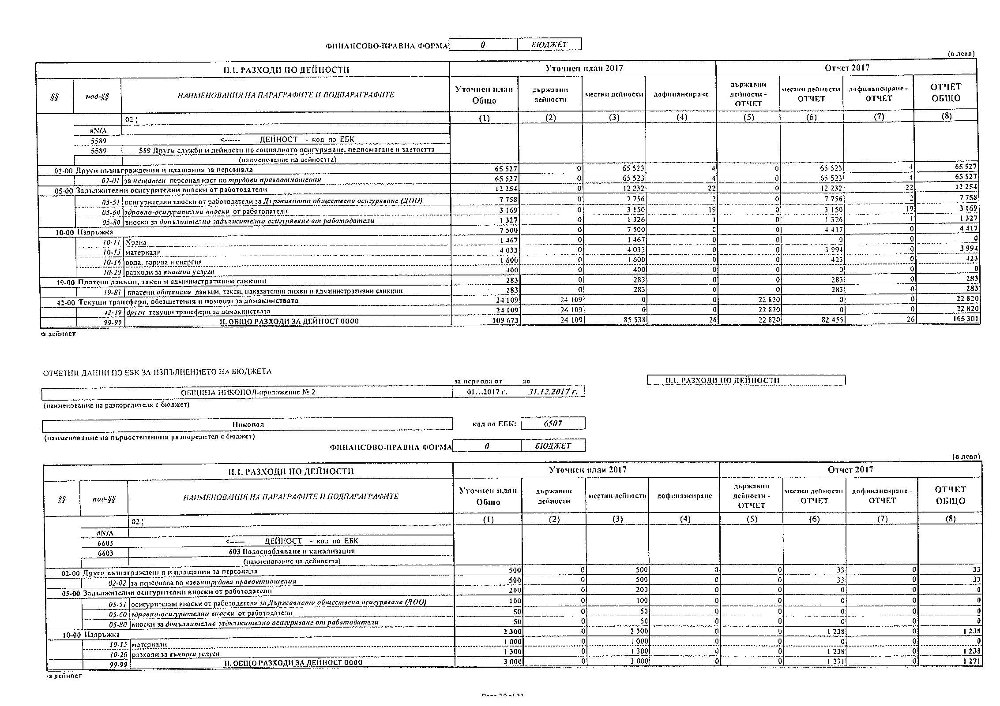 ФИНАНСОВО-ПРАВНА ФОРМА 0 БЮДЖЕТ
(в лева)
II.1. РАЗХОДИ ПО ДЕЙНОСТИ Уточнен план 2017 Отчет 2017
§§ под-§§ НАИМЕНОВАНИЯ НА ПАРАГРАФИТЕ И ПОДПАРАГРАФИТЕ Уточнен план Общо държавни дейности местни дейности дофинансиране държавни дейности - ОТЧЕТ местни дейности ОТЧЕТ дофинансиране - ОТЧЕТ ОТЧЕТ ОБЩО
02 ¦ (1) (2) (3) (4) (5) (6) (7) (8)
#N/A
5589 <------ ДЕЙНОСТ - код по ЕБК
5589 589 Други служби и дейности по социалното осигуряване, подпомагане и заетостта
(наименование на дейността)
02-00 Други възнаграждения и плащания за персонала 65 527 0 65 523 4 0 65 523 4 65 527
02-01 за нещатен персонал нает по трудови правоотношения 65 527 0 65 523 4 0 65 523 4 65 527
05-00 Задължителни осигурителни вноски от работодатели 12 254 0 12 232 22 0 12 232 22 12 254
05-51 осигурителни вноски от работодатели за Държавното обществено осигуряване (ДОО) 7 758 0 7 756 2 0 7 756 2 7 758
05-60 здравно-осигурителни вноски от работодатели 3 169 0 3 150 19 0 3 150 19 3 169
05-80 вноски за допълнително задължително осигуряване от работодатели 1 327 0 1 326 1 0 1 326 1 1 327
10-00 Издръжка 7 500 0 7 500 0 0 4 417 0 4 417
10-11 Храна 1 467 0 1 467 0 0 0 0 0
10-15 материали 4 033 0 4 033 0 0 3 994 0 3 994
10-16 вода, горива и енергия 1 600 0 1 600 0 0 423 0 423
10-20 разходи за външни услуги 400 0 400 0 0 0 0 0
19-00 Платени данъци, такси и административни санкции 283 0 283 0 0 283 0 283
19-81 платени общински данъци, такси, наказателни лихви и административни санкции 283 0 283 0 0 283 0 283
42-00 Текущи трансфери, обезщетения и помощи за домакинствата 24 109 24 109 0 0 22 820 0 0 22 820
42-19 други текущи трансфери за домакинствата 24 109 24 109 0 0 22 820 0 0 22 820
99-99 II. ОБЩО РАЗХОДИ ЗА ДЕЙНОСТ 0000 109 673 24 109 85 538 26 22 820 82 455 26 105 301
за дейност
ОТЧЕТНИ ДАННИ ПО ЕБК ЗА ИЗПЪЛНЕНИЕТО НА БЮДЖЕТА
за периода от до II.1. РАЗХОДИ ПО ДЕЙНОСТИ
ОБЩИНА НИКОПОЛ-приложение № 2 01.1.2017 г. 31.12.2017 г.
(наименование на разпоредителя с бюджет)
Никопол код по ЕБК: 6507
(наименование на първостепенния разпоредител с бюджет)
ФИНАНСОВО-ПРАВНА ФОРМА 0 БЮДЖЕТ
(в лева)
II.1. РАЗХОДИ ПО ДЕЙНОСТИ Уточнен план 2017 Отчет 2017
§§ под-§§ НАИМЕНОВАНИЯ НА ПАРАГРАФИТЕ И ПОДПАРАГРАФИТЕ Уточнен план Общо държавни дейности местни дейности дофинансиране държавни дейности - ОТЧЕТ местни дейности ОТЧЕТ дофинансиране - ОТЧЕТ ОТЧЕТ ОБЩО
02 ¦ (1) (2) (3) (4) (5) (6) (7) (8)
#N/A
6603 <------ ДЕЙНОСТ - код по ЕБК
6603 603 Водоснабдяване и канализация
(наименование на дейността)
02-00 Други възнаграждения и плащания за персонала 500 0 500 0 0 33 0 33
02-02 за персонала по извънтрудови правоотношения 500 0 500 0 0 33 0 33
05-00 Задължителни осигурителни вноски от работодатели 200 0 200 0 0 0 0 0
05-51 осигурителни вноски от работодатели за Държавното обществено осигуряване (ДОО) 100 0 100 0 0 0 0 0
05-60 здравно-осигурителни вноски от работодатели 50 0 50 0 0 0 0 0
05-80 вноски за допълнително задължително осигуряване от работодатели 50 0 50 0 0 0 0 0
10-00 Издръжка 2 300 0 2 300 0 0 1 238 0 1 238
10-15 материали 1 000 0 1 000 0 0 0 0 0
10-20 разходи за външни услуги 1 300 0 1 300 0 0 1 238 0 1 238
99-99 II. ОБЩО РАЗХОДИ ЗА ДЕЙНОСТ 0000 3 000 0 3 000 0 0 1 271 0 1 271
за дейност